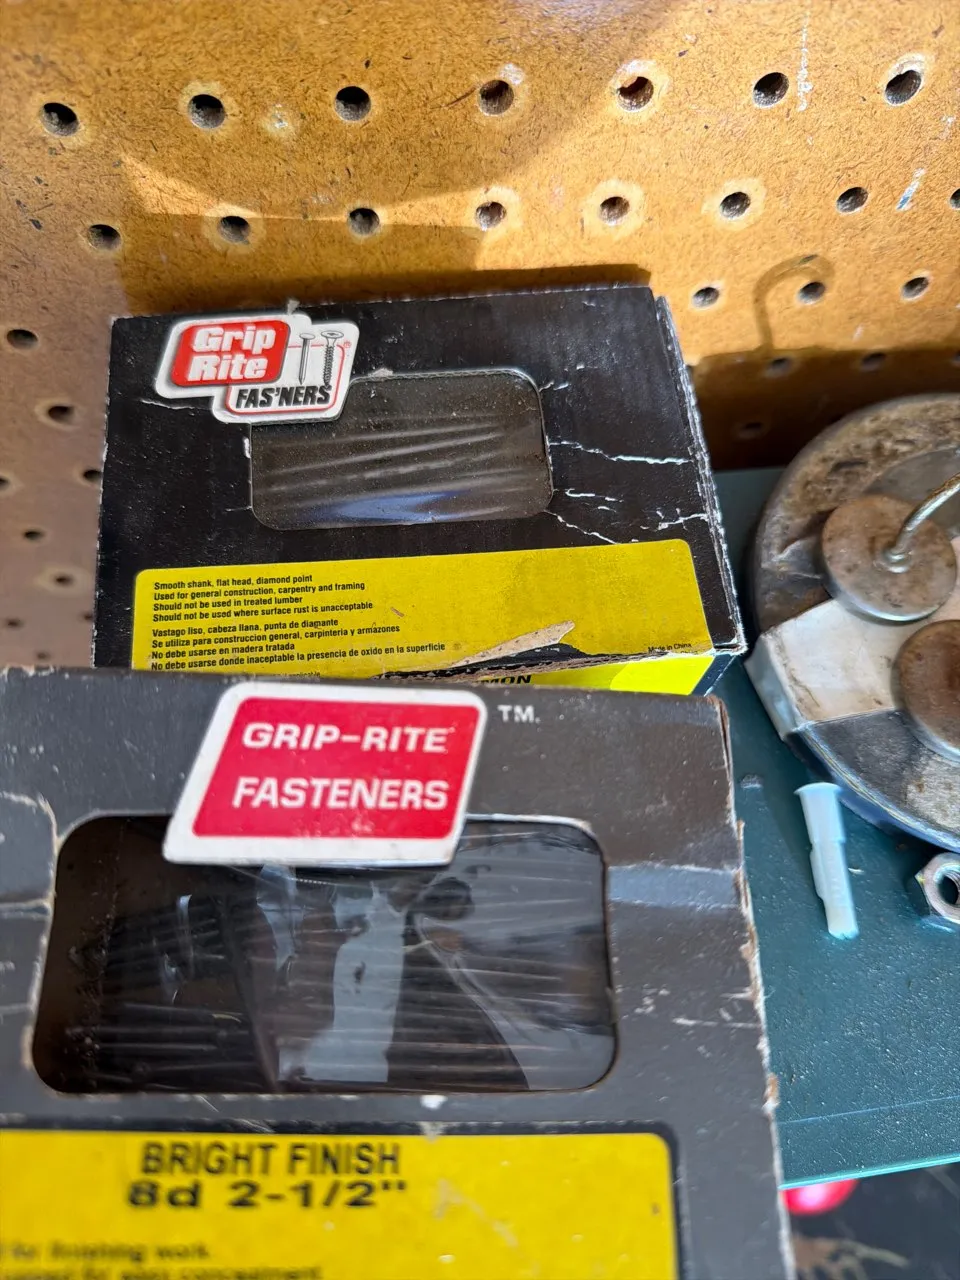 Grip
Rite
FAS'NERS
®
Smooth shank, flat head, diamond point
Used for general construction, carpentry and framing
Should not be used in treated lumber
Should not be used where surface rust is unacceptable
Vastago liso, cabeza llana, punta de diamante
Se utiliza para construccion general, carpinteria y armazones
No debe usarse en madera tratada
No debe usarse donde inaceptable la presencia de oxido en la superficie
Made in China
MON
GRIP-RITE
TM.
FASTENERS
BRIGHT FINISH
8d 2-1/2"
for finishing work.